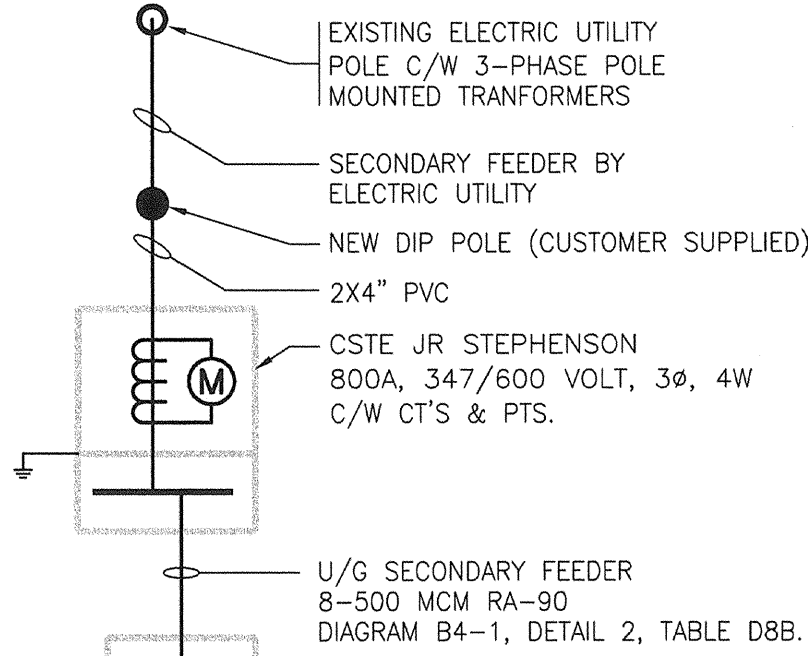 EXISTING ELECTRIC UTILITY
POLE C/W 3-PHASE POLE
MOUNTED TRANFORMERS
SECONDARY FEEDER BY
ELECTRIC UTILITY
NEW DIP POLE (CUSTOMER SUPPLIED)
2X4" PVC
CSTE JR STEPHENSON
800A, 347/600 VOLT, 3ø, 4W
C/W CT'S & PTS.
M
U/G SECONDARY FEEDER
8-500 MCM RA-90
DIAGRAM B4-1, DETAIL 2, TABLE D8B.